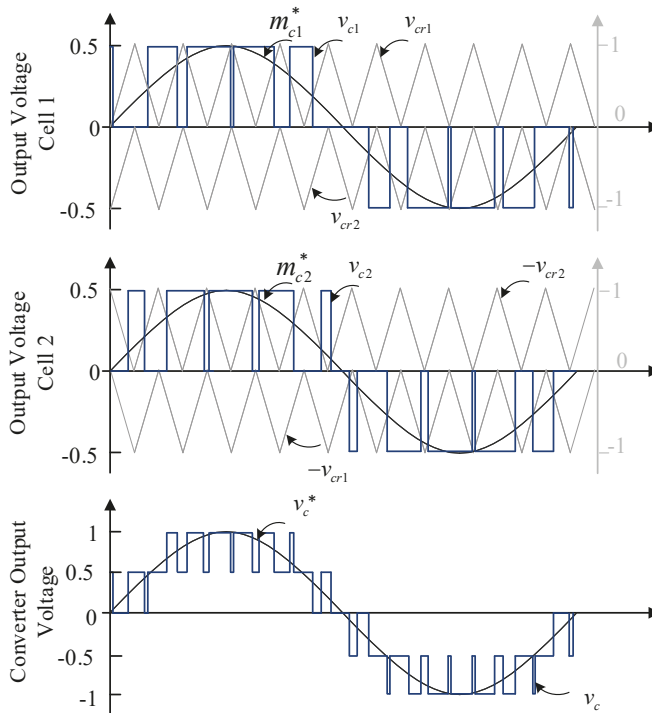 Output Voltage
Cell 1
0.5
0
-0.5
m*c1
vc1
vcr1
vcr2
1
0
-1
Output Voltage
Cell 2
0.5
0
-0.5
m*c2
vc2
-vcr2
-vcr1
1
0
-1
Converter Output
Voltage
1
0.5
0
-0.5
-1
vc*
vc